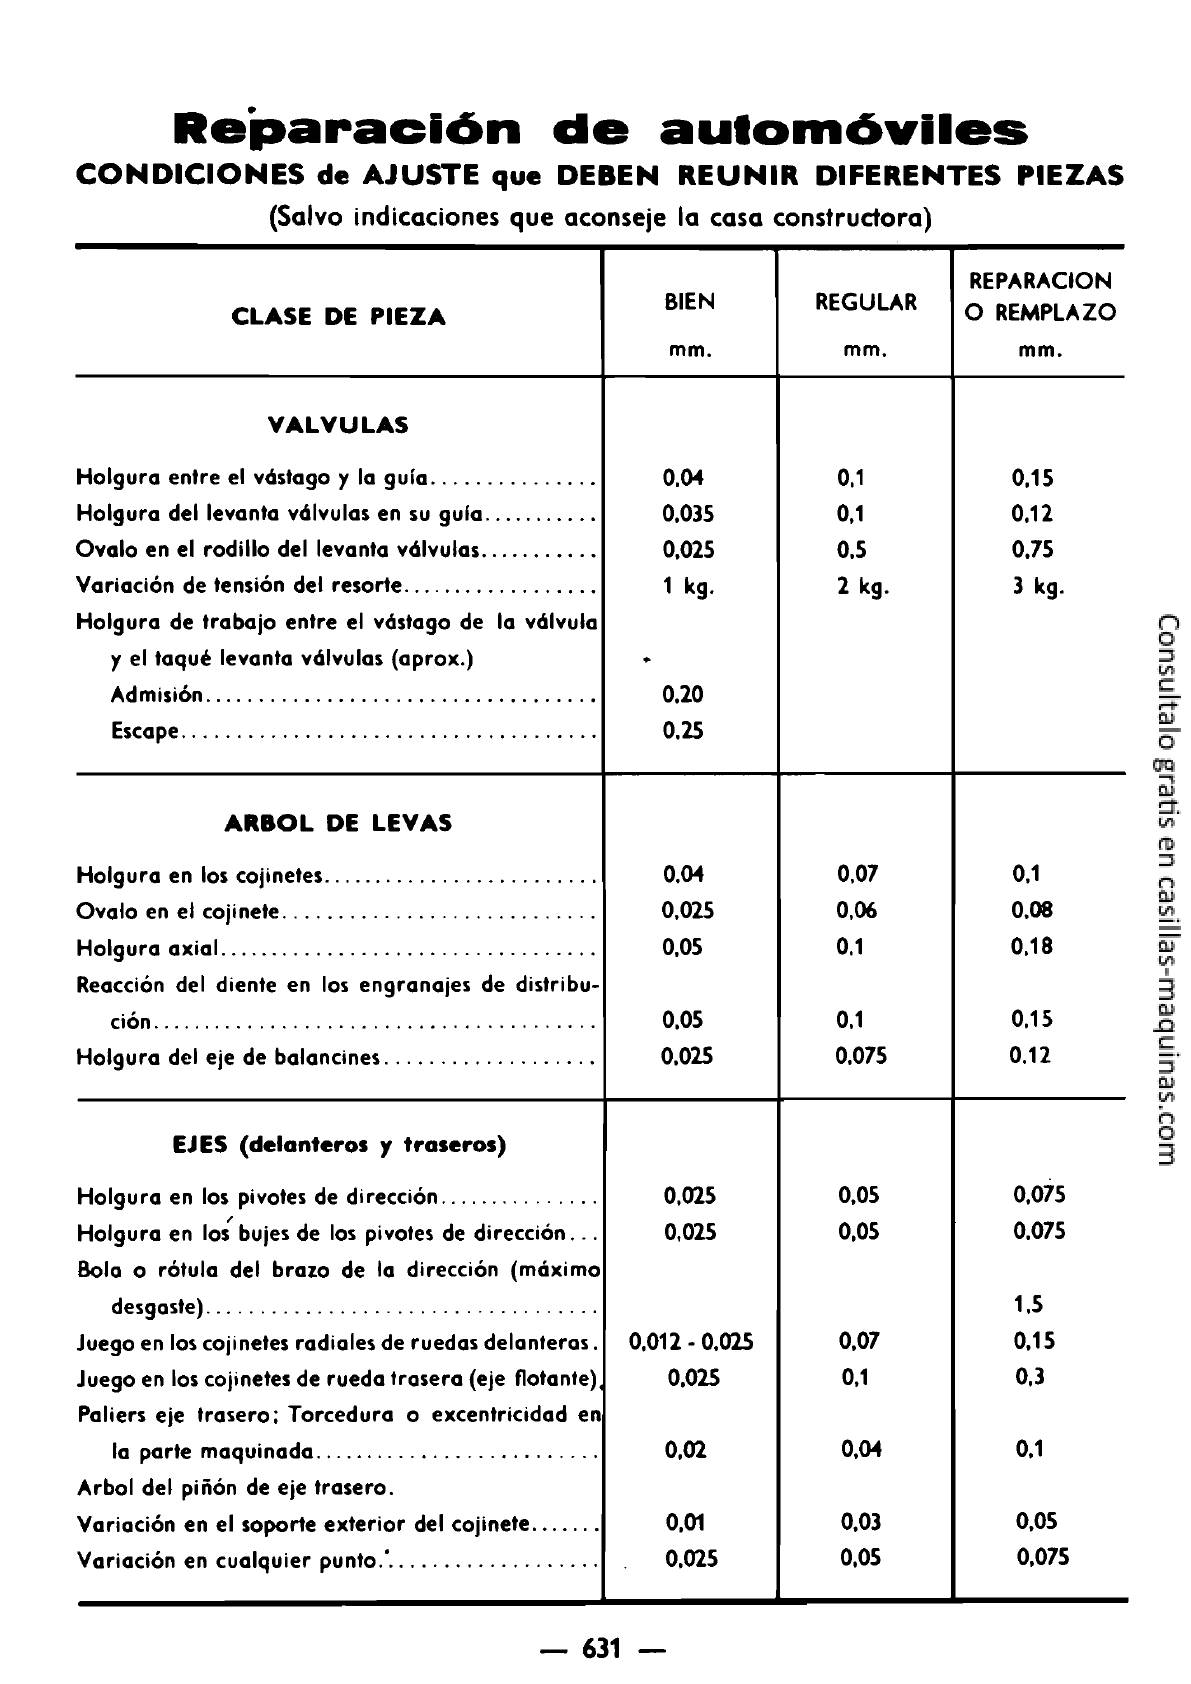 Reparación de automóviles
CONDICIONES de AJUSTE que DEBEN REUNIR DIFERENTES PIEZAS
(Salvo indicaciones que aconseje la casa constructora)
CLASE DE PIEZA BIEN mm. REGULAR mm. REPARACION O REMPLAZO mm.
VALVULAS
Holgura entre el vástago y la guía............... 0,04 0,1 0,15
Holgura del levanta válvulas en su guía........... 0,035 0,1 0,12
Ovalo en el rodillo del levanta válvulas........... 0,025 0,5 0,75
Variación de tensión del resorte.................. 1 kg. 2 kg. 3 kg.
Holgura de trabajo entre el vástago de la válvula
y el taqué levanta válvulas (aprox.)
Admisión.................................. 0,20
Escape.................................... 0,25
ARBOL DE LEVAS
Holgura en los cojinetes......................... 0,04 0,07 0,1
Ovalo en el cojinete............................ 0,025 0,06 0,08
Holgura axial.................................. 0,05 0,1 0,18
Reacción del diente en los engranajes de distribu-
ción........................................ 0,05 0,1 0,15
Holgura del eje de balancines................... 0,025 0,075 0,12
EJES (delanteros y traseros)
Holgura en los pivotes de dirección............... 0,025 0,05 0,075
Holgura en los bujes de los pivotes de dirección... 0,025 0,05 0,075
Bola o rótula del brazo de la dirección (máximo
desgaste)................................... 1,5
Juego en los cojinetes radiales de ruedas delanteras. 0,012 - 0,025 0,07 0,15
Juego en los cojinetes de rueda trasera (eje flotante). 0,025 0,1 0,3
Paliers eje trasero; Torcedura o excentricidad en
la parte maquinada......................... 0,02 0,04 0,1
Arbol del piñón de eje trasero.
Variación en el soporte exterior del cojinete....... 0,01 0,03 0,05
Variación en cualquier punto.................... 0,025 0,05 0,075
— 631 —
Consultalo gratis en casillas-maquinas.com